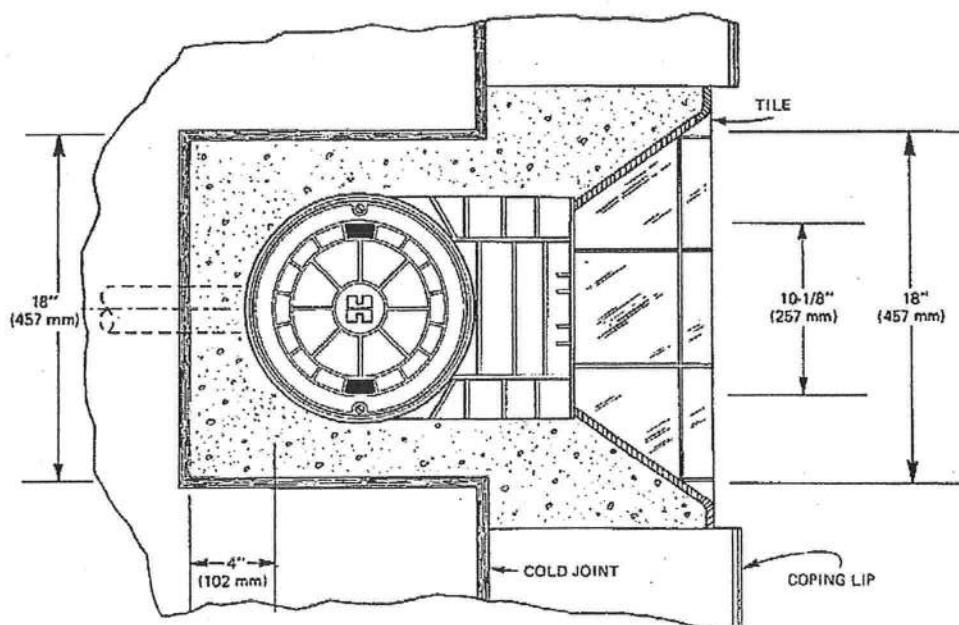 TILE
18"
(457 mm)
10-1/8"
(257 mm)
18"
(457 mm)
H
4"
(102 mm)
COLD JOINT
COPING LIP